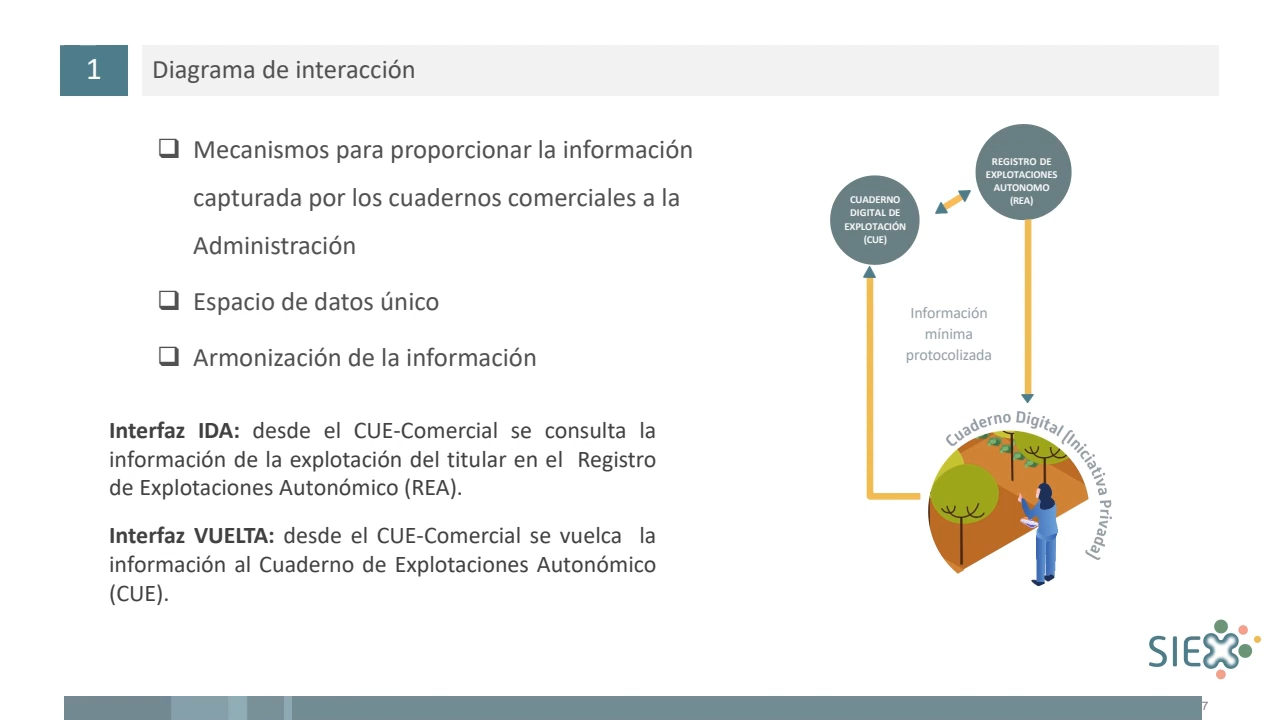 1
Diagrama de interacción
❑ Mecanismos para proporcionar la información
capturada por los cuadernos comerciales a la
Administración
❑ Espacio de datos único
❑ Armonización de la información
Interfaz IDA: desde el CUE-Comercial se consulta la
información de la explotación del titular en el Registro
de Explotaciones Autonómico (REA).
Interfaz VUELTA: desde el CUE-Comercial se vuelca la
información al Cuaderno de Explotaciones Autonómico
(CUE).
REGISTRO DE
EXPLOTACIONES
AUTONOMO
(REA)
CUADERNO
DIGITAL DE
EXPLOTACIÓN
(CUE)
Información
mínima
protocolizada
Cuaderno Digital (Iniciativa Privada)
SIEX
7